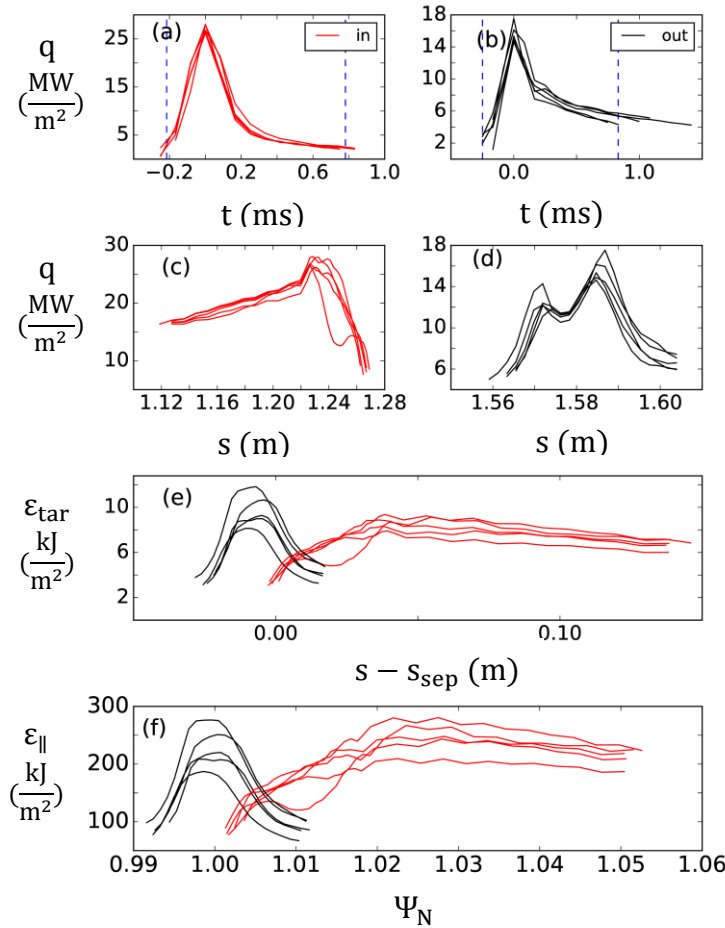 q
MW
(—)
m²
25
15
5
(a)
in
−0.2 0.2 0.6 1.0
t (ms)
18
14
10
6
2
(b)
out
0.0 1.0
t (ms)
q
MW
(—)
m²
30
20
10
(c)
1.12 1.16 1.20 1.24 1.28
s (m)
18
14
10
6
(d)
1.56 1.58 1.60
s (m)
ε_tar
kJ
(—)
m²
10
6
2
(e)
0.00 0.10
s − s_sep (m)
ε_∥
kJ
(—)
m²
300
200
100
(f)
0.99 1.00 1.01 1.02 1.03 1.04 1.05 1.06
Ψ_N